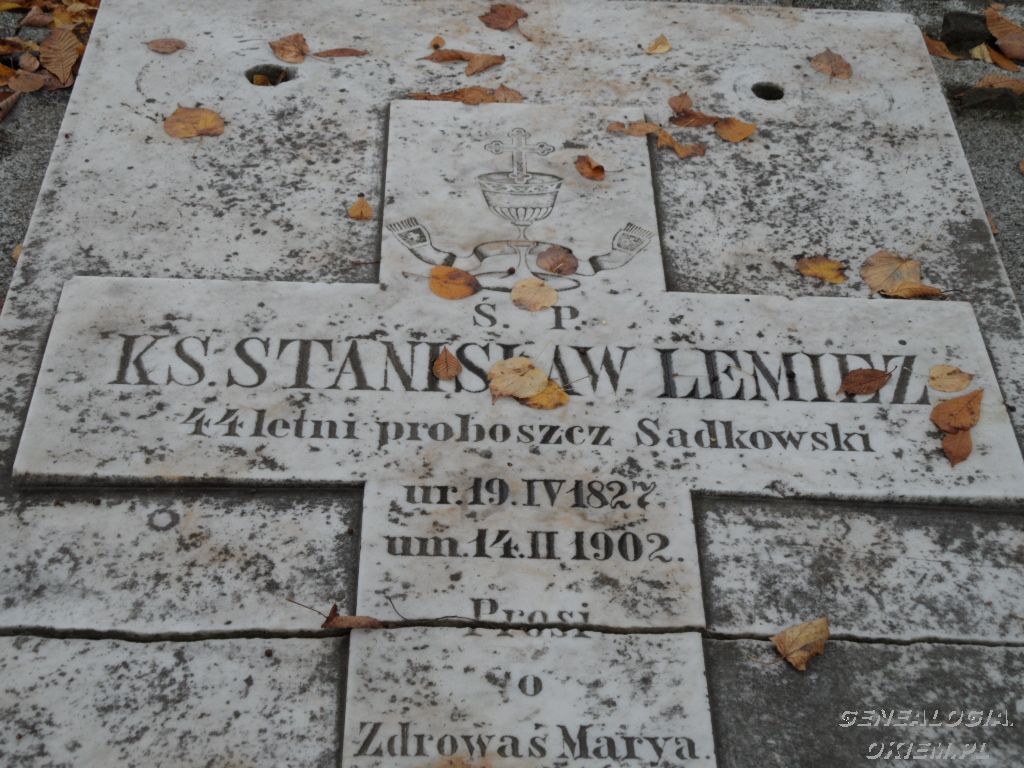 Ś. P.
KS. STANISŁAW ŁEMIEZ
44 letni proboszcz Sadkowski
ur. 19. IV 1827.
um. 14. II 1902.
Prosi
o
Zdrowaś Marya
GENEALOGIA
OKIEM.PL